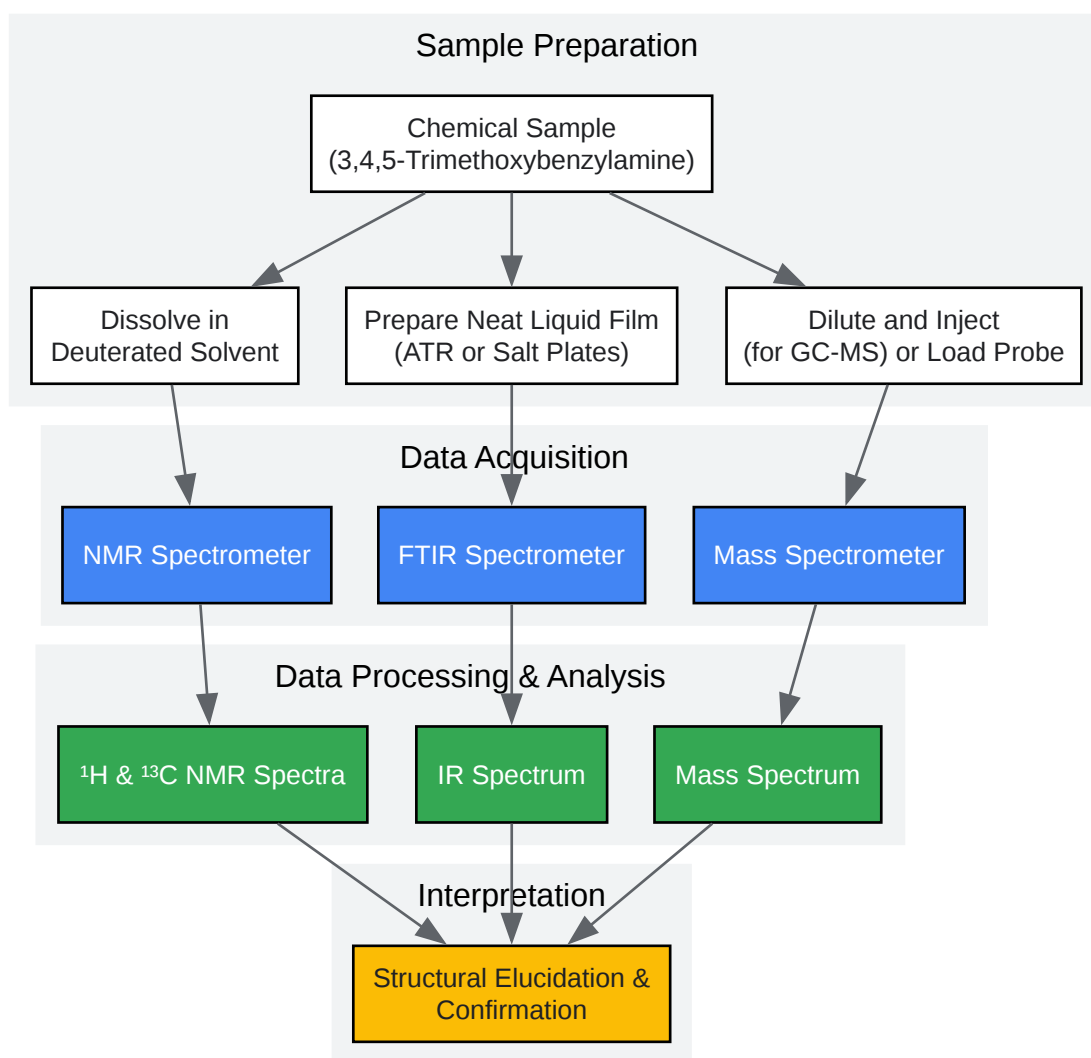 Sample Preparation
Chemical Sample
(3,4,5-Trimethoxybenzylamine)
Dissolve in
Deuterated Solvent
Prepare Neat Liquid Film
(ATR or Salt Plates)
Dilute and Inject
(for GC-MS) or Load Probe
Data Acquisition
NMR Spectrometer
FTIR Spectrometer
Mass Spectrometer
Data Processing & Analysis
¹H & ¹³C NMR Spectra
IR Spectrum
Mass Spectrum
Interpretation
Structural Elucidation &
Confirmation